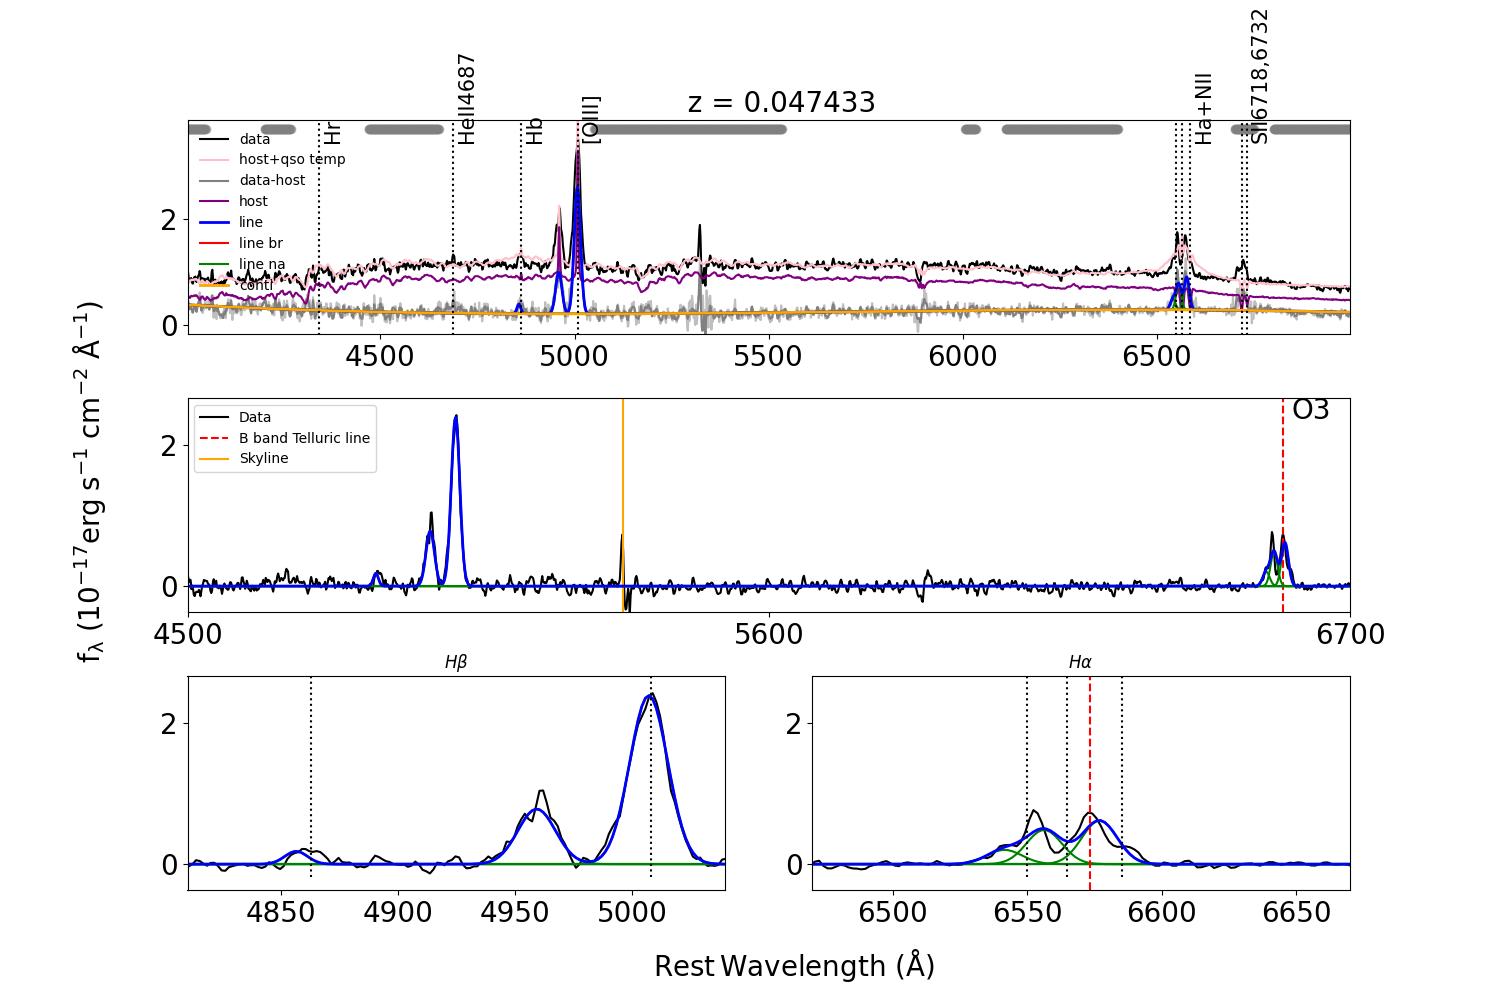 z = 0.047433
Hr
HeII4687
Hb
[OIII]
Ha+NII
SII6718,6732
data
host+qso temp
data-host
host
line
line br
line na
conti
2
0
4500 5000 5500 6000 6500
fλ (10⁻¹⁷erg s⁻¹ cm⁻² Å⁻¹)
Data
B band Telluric line
Skyline
O3
2
0
4500 5600 6700
Hβ
2
0
4850 4900 4950 5000
Hα
2
0
6500 6550 6600 6650
Rest Wavelength (Å)